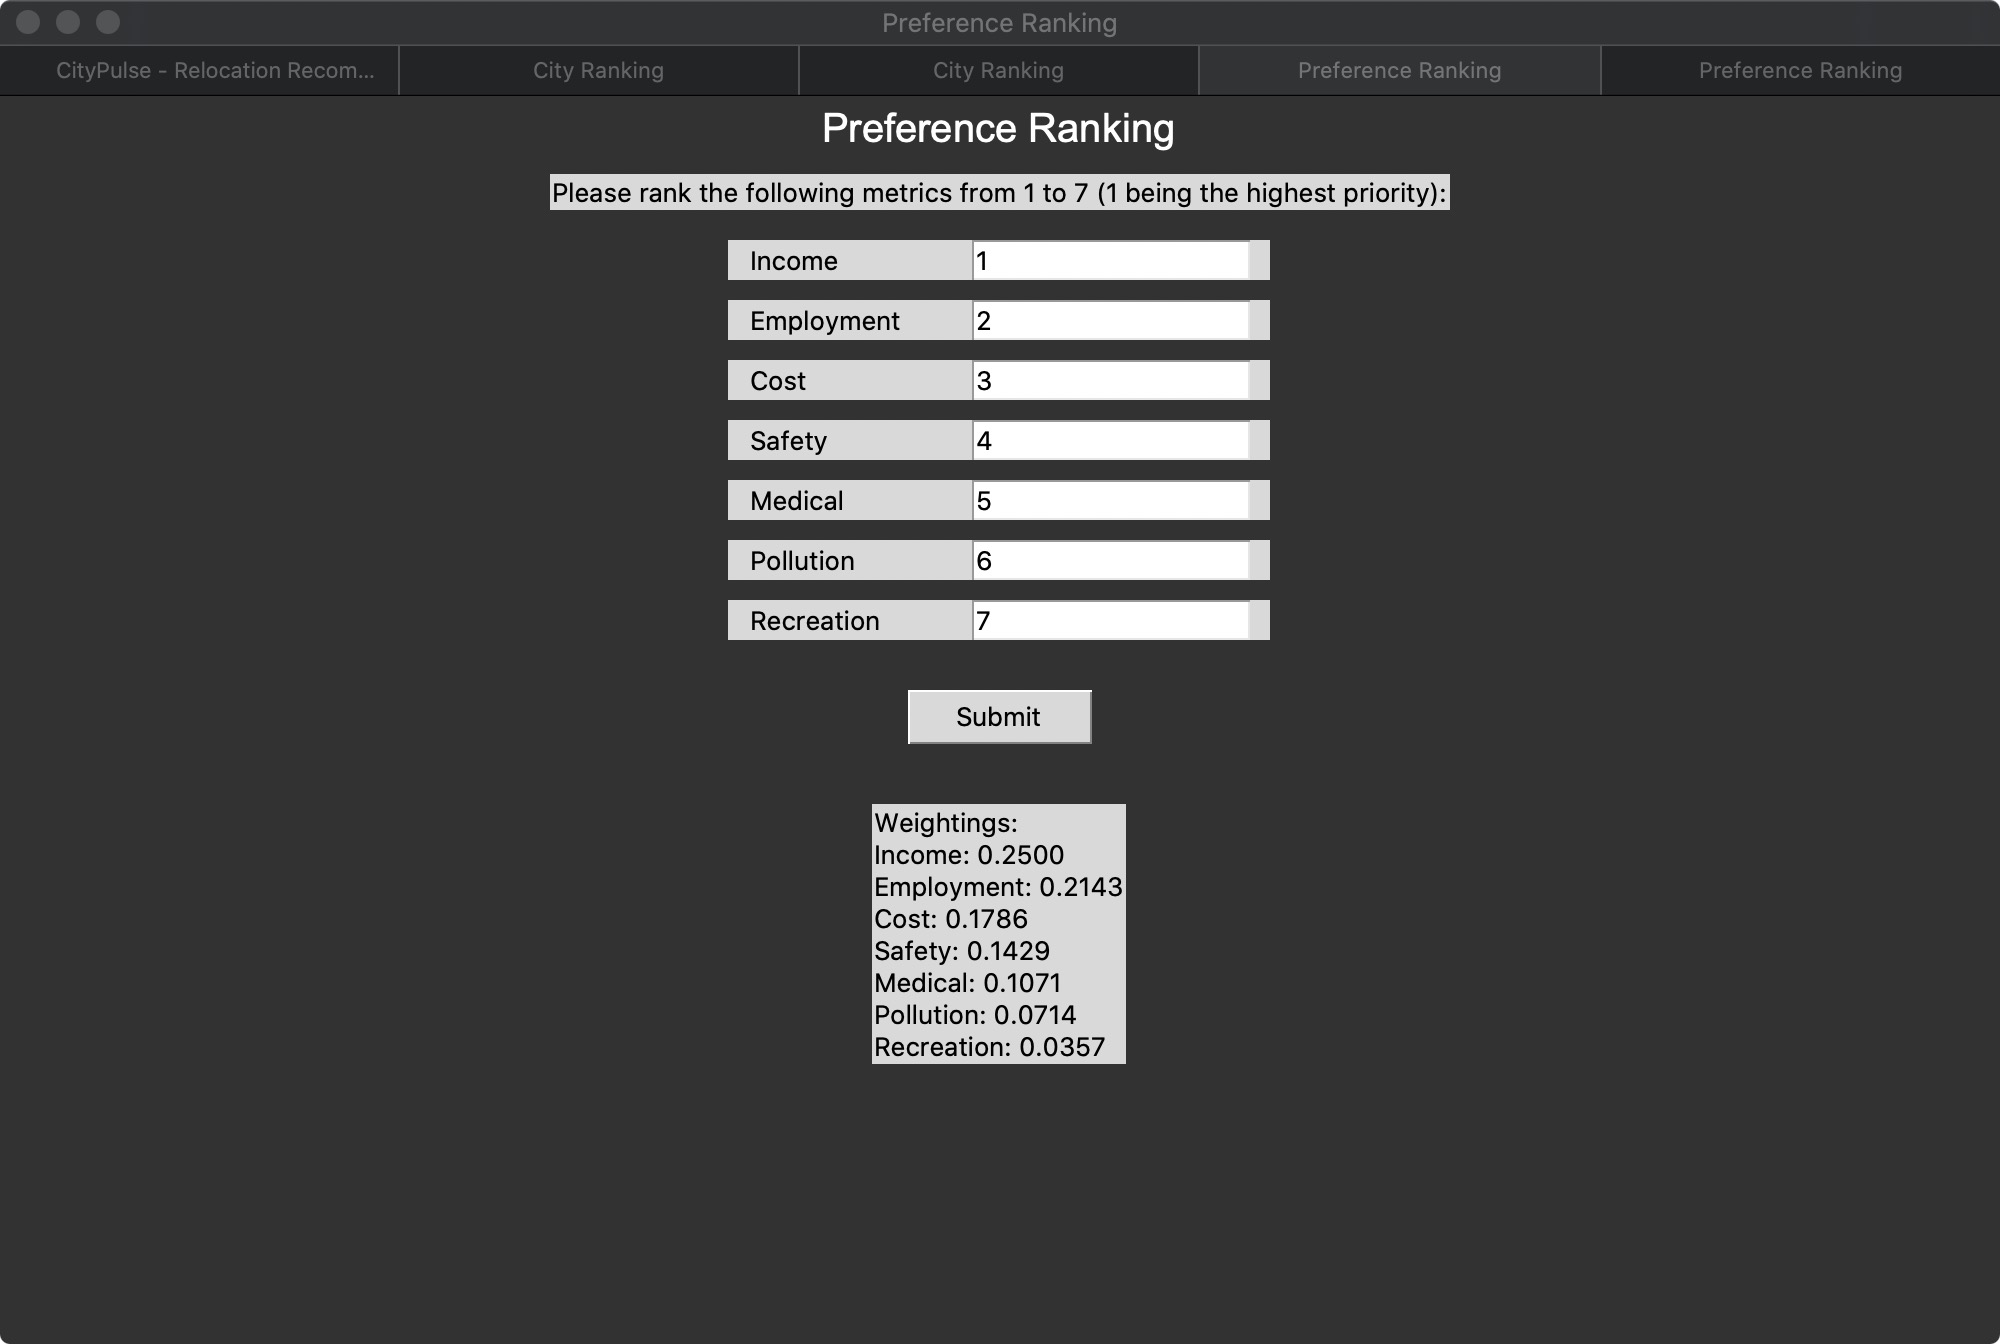 Preference Ranking
CityPulse - Relocation Recom... City Ranking City Ranking Preference Ranking Preference Ranking
Preference Ranking
Please rank the following metrics from 1 to 7 (1 being the highest priority):
Income 1
Employment 2
Cost 3
Safety 4
Medical 5
Pollution 6
Recreation 7
Submit
Weightings:
Income: 0.2500
Employment: 0.2143
Cost: 0.1786
Safety: 0.1429
Medical: 0.1071
Pollution: 0.0714
Recreation: 0.0357